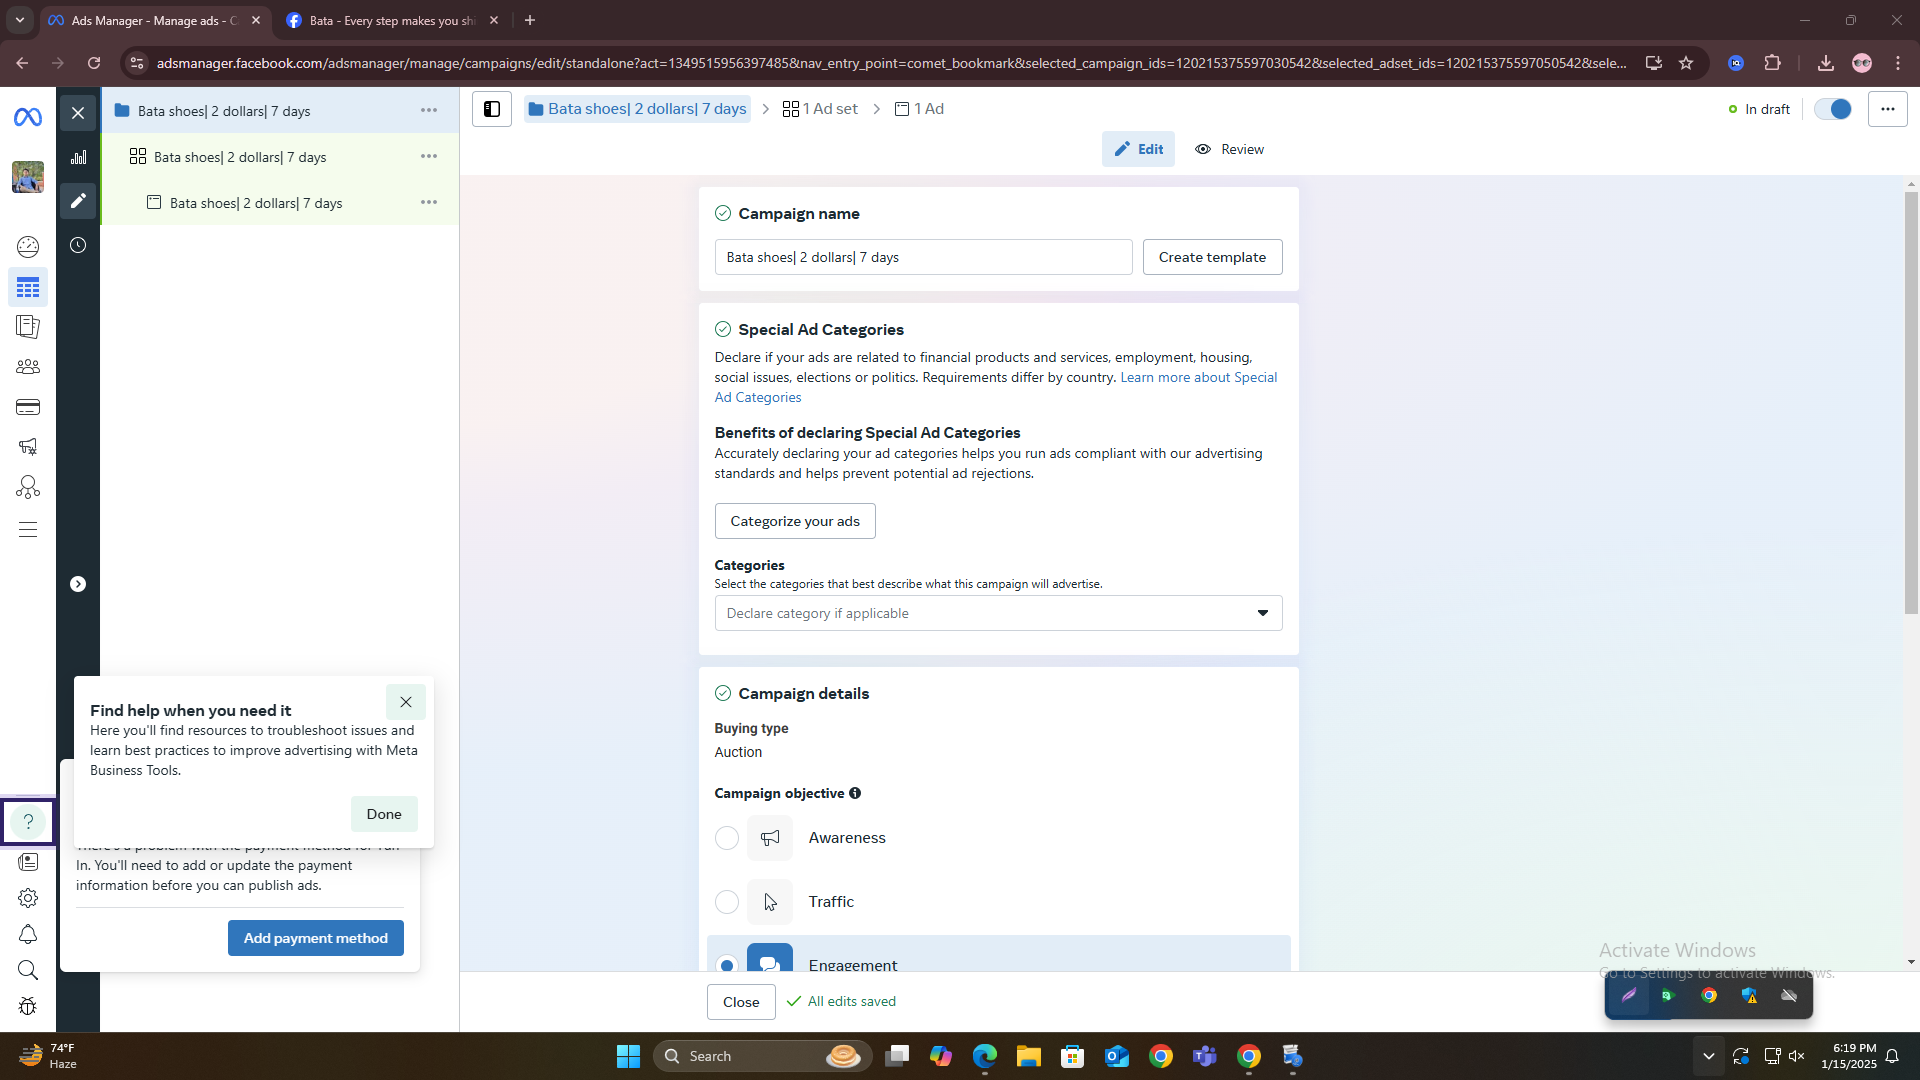 Ads Manager - Manage ads - C
Bata - Every step makes you shi
adsmanager.facebook.com/adsmanager/manage/campaigns/edit/standalone?act=1349515956397485&nav_entry_point=comet_bookmark&selected_campaign_ids=120215375597030542&selected_adset_ids=120215375597050542&sele...
Bata shoes| 2 dollars| 7 days
Bata shoes| 2 dollars| 7 days
Bata shoes| 2 dollars| 7 days
Bata shoes| 2 dollars| 7 days
1 Ad set
1 Ad
In draft
Edit
Review
Campaign name
Bata shoes| 2 dollars| 7 days
Create template
Special Ad Categories
Declare if your ads are related to financial products and services, employment, housing,
social issues, elections or politics. Requirements differ by country. Learn more about Special
Ad Categories
Benefits of declaring Special Ad Categories
Accurately declaring your ad categories helps you run ads compliant with our advertising
standards and helps prevent potential ad rejections.
Categorize your ads
Categories
Select the categories that best describe what this campaign will advertise.
Declare category if applicable
Campaign details
Buying type
Auction
Campaign objective
Awareness
Traffic
Engagement
Close
All edits saved
Find help when you need it
Here you'll find resources to troubleshoot issues and
learn best practices to improve advertising with Meta
Business Tools.
Done
There's a problem with the payment method for
In. You'll need to add or update the payment
information before you can publish ads.
Add payment method
Activate Windows
Go to Settings to activate Windows.
74°F
Haze
Search
6:19 PM
1/15/2025